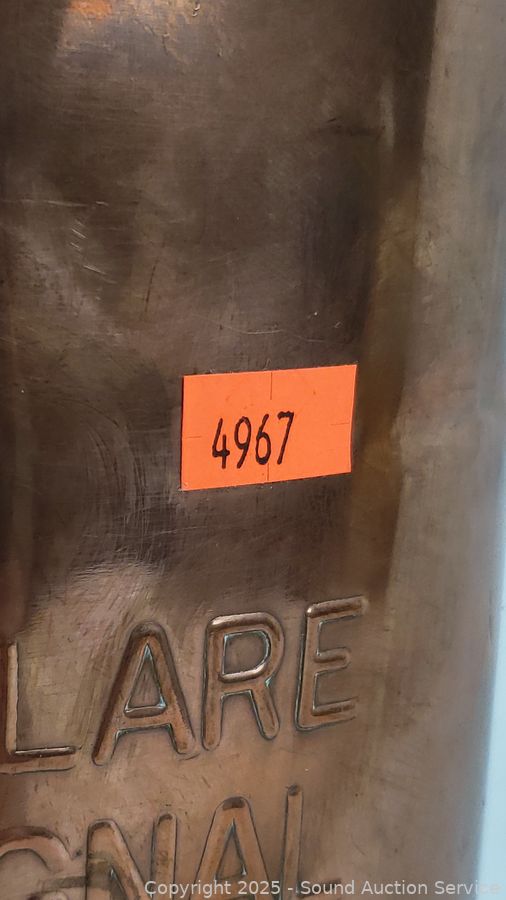 4967
LARE
GNAL
Copyright 2025 - Sound Auction Service